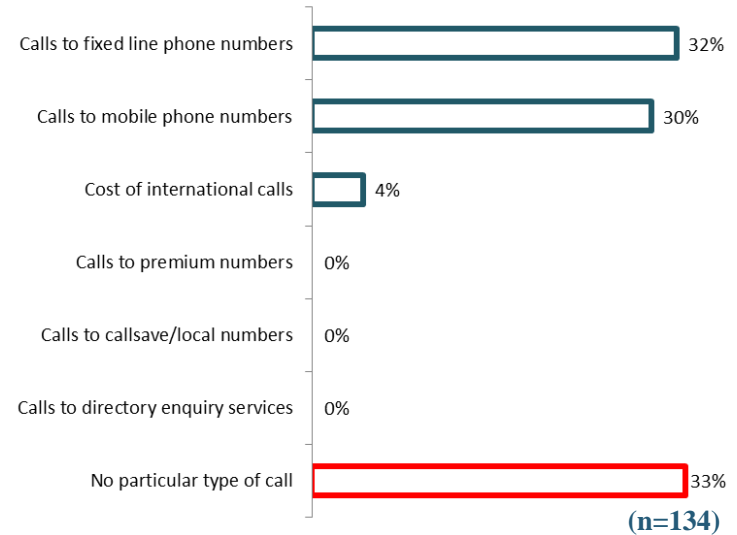 Calls to fixed line phone numbers 32%
Calls to mobile phone numbers 30%
Cost of international calls 4%
Calls to premium numbers 0%
Calls to callsave/local numbers 0%
Calls to directory enquiry services 0%
No particular type of call 33%
(n=134)